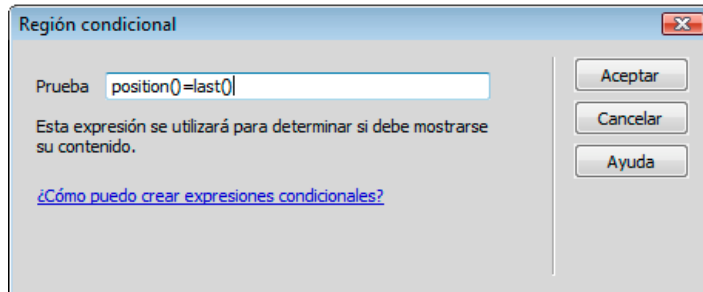 Región condicional
Prueba position()=last()
Esta expresión se utilizará para determinar si debe mostrarse
su contenido.
¿Cómo puedo crear expresiones condicionales?
Aceptar
Cancelar
Ayuda